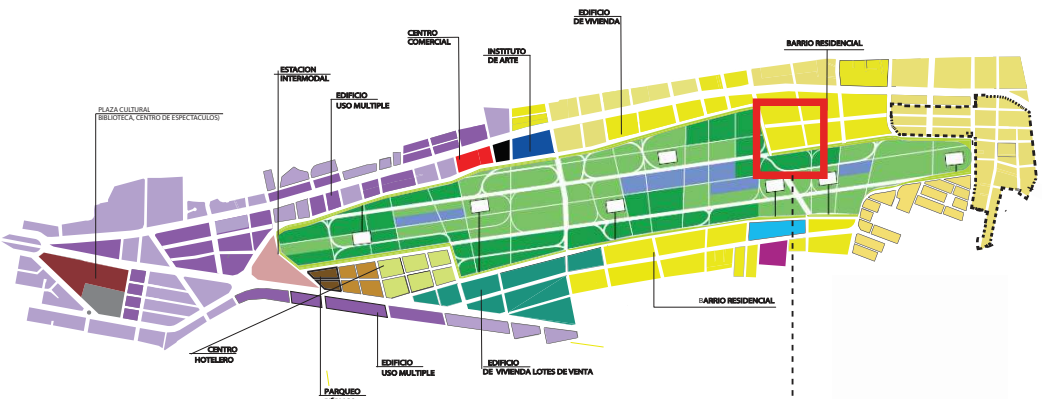 EDIFICIO
DE VIVIENDA
CENTRO
COMERCIAL
INSTITUTO
DE ARTE
BARRIO RESIDENCIAL
ESTACION
INTERMODAL
EDIFICIO
USO MULTIPLE
PLAZA CULTURAL
BIBLIOTECA, CENTRO DE ESPECTACULOS)
BARRIO RESIDENCIAL
CENTRO
HOTELERO
EDIFICIO
USO MULTIPLE
EDIFICIO
DE VIVIENDA LOTES DE VENTA
PARQUEO